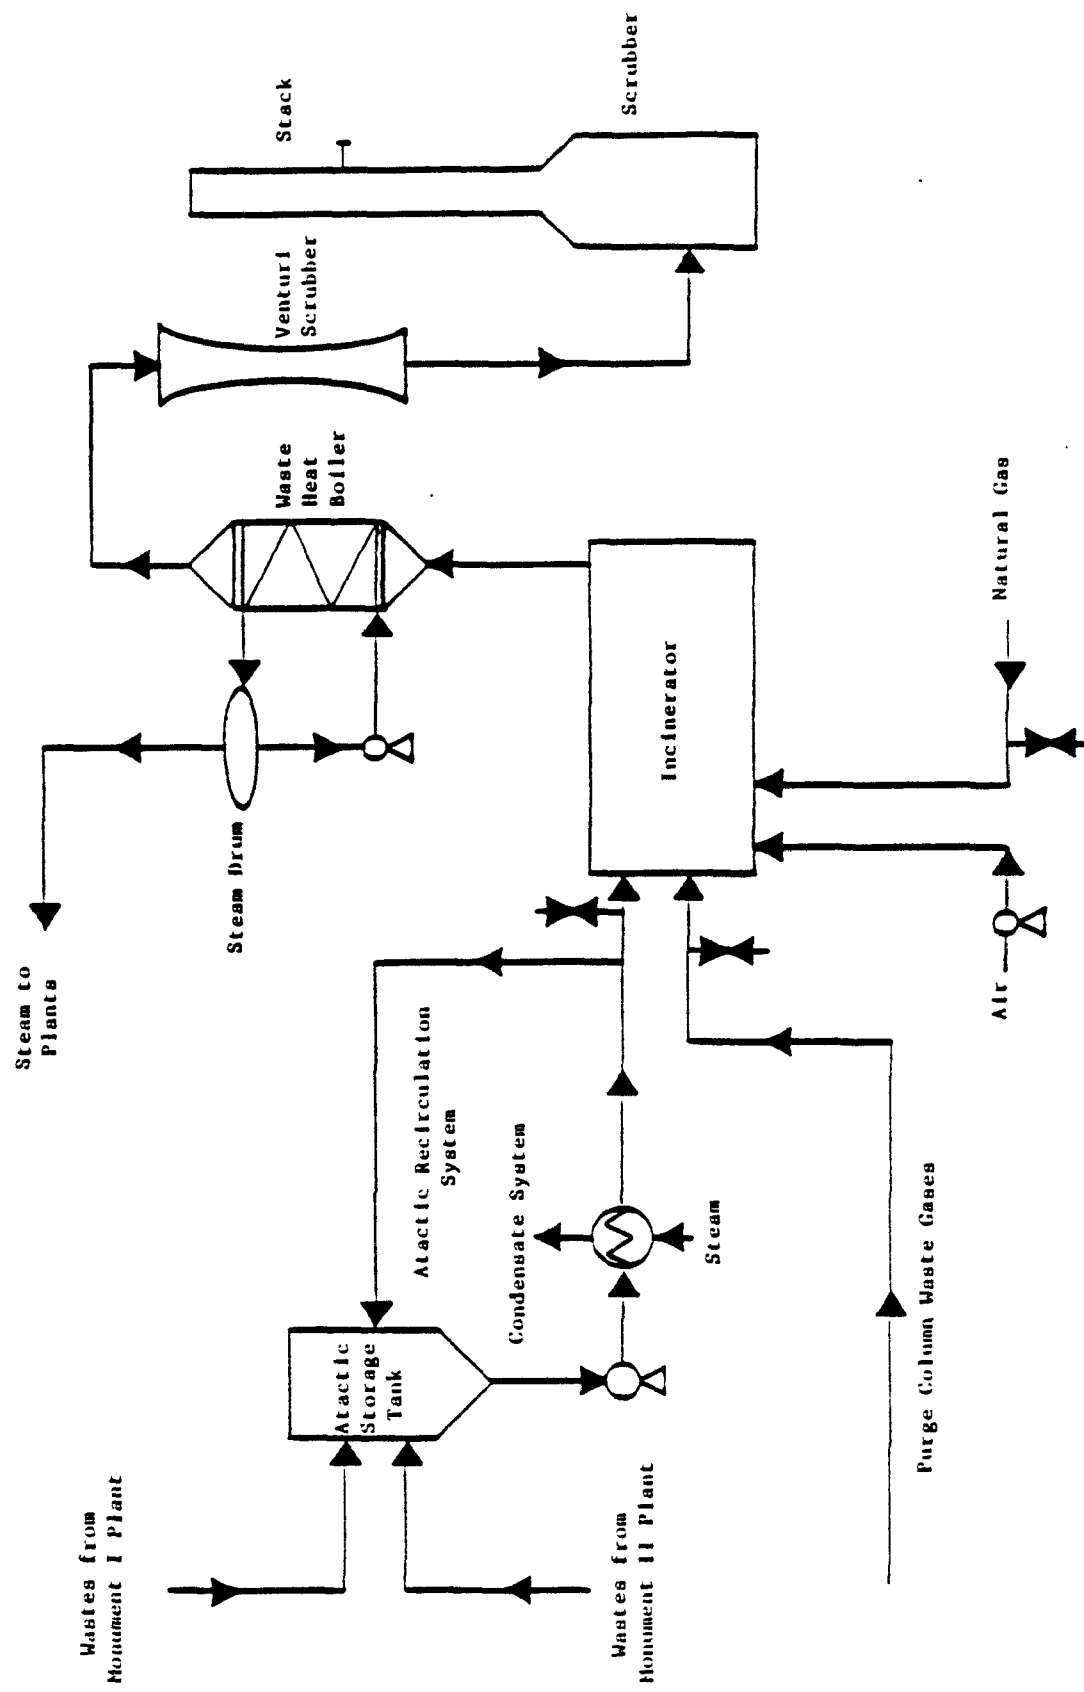 Wastes from
Monument I Plant
Steam to
Plants
Steam Drum
Waste
Heat
Boiler
Venturi
Scrubber
Stack
Scrubber
Atactic
Storage
Tank
Atactic Recirculation
System
Condensate System
Steam
Incinerator
Wastes from
Monument II Plant
Purge Column Waste Gases
Air
Natural Gas